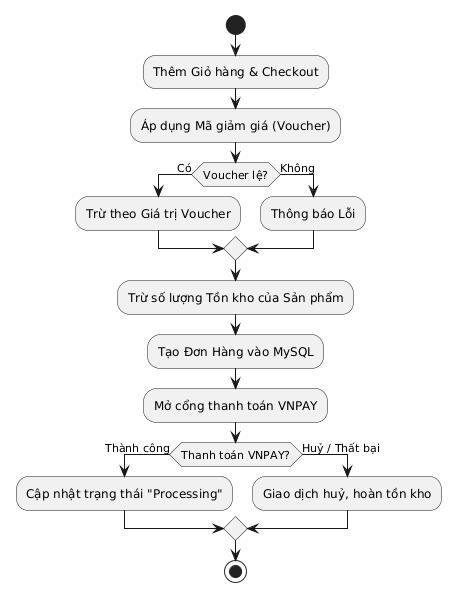 Thêm Giỏ hàng & Checkout
Áp dụng Mã giảm giá (Voucher)
Có
Voucher lệ?
Không
Trừ theo Giá trị Voucher
Thông báo Lỗi
Trừ số lượng Tồn kho của Sản phẩm
Tạo Đơn Hàng vào MySQL
Mở cổng thanh toán VNPAY
Thành công
Thanh toán VNPAY?
Huỷ / Thất bại
Cập nhật trạng thái "Processing"
Giao dịch huỷ, hoàn tồn kho